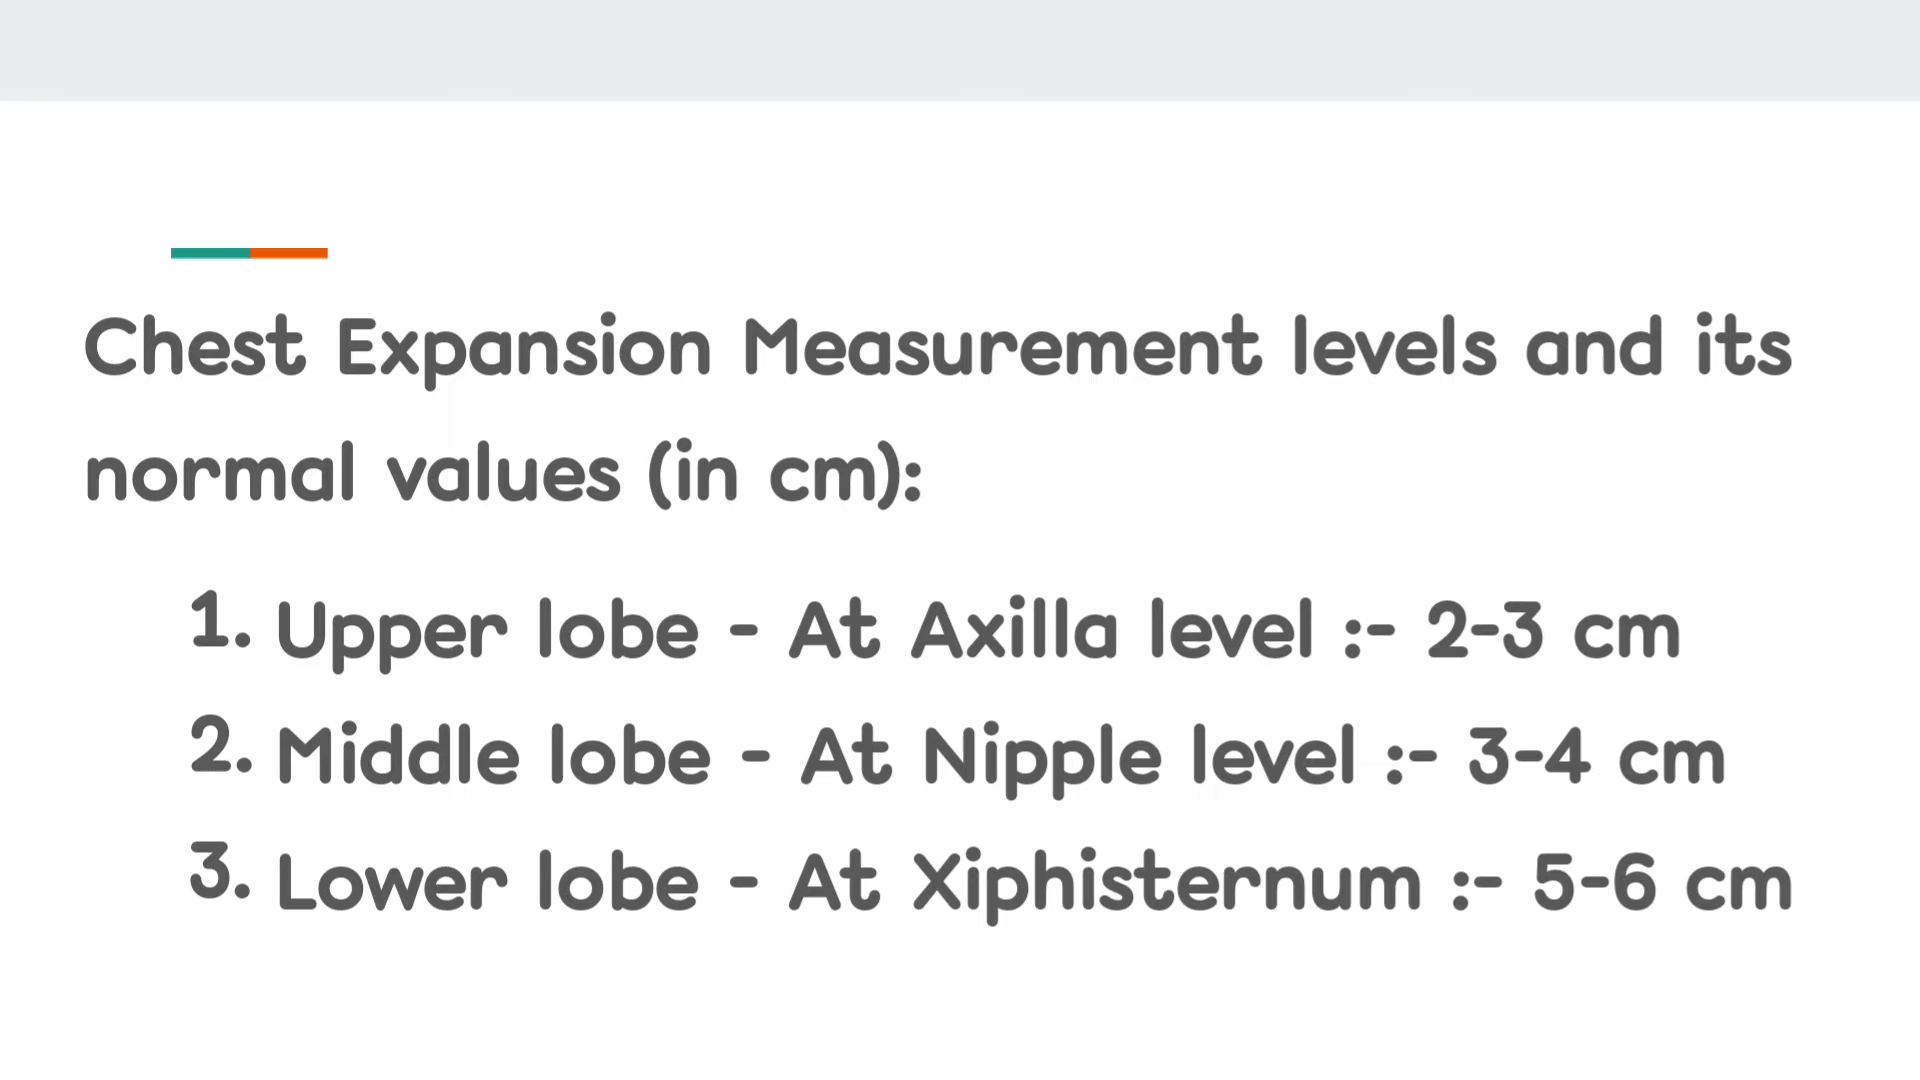 Chest Expansion Measurement levels and its
normal values (in cm):
1. Upper lobe - At Axilla level :- 2-3 cm
2. Middle lobe - At Nipple level :- 3-4 cm
3. Lower lobe - At Xiphisternum :- 5-6 cm